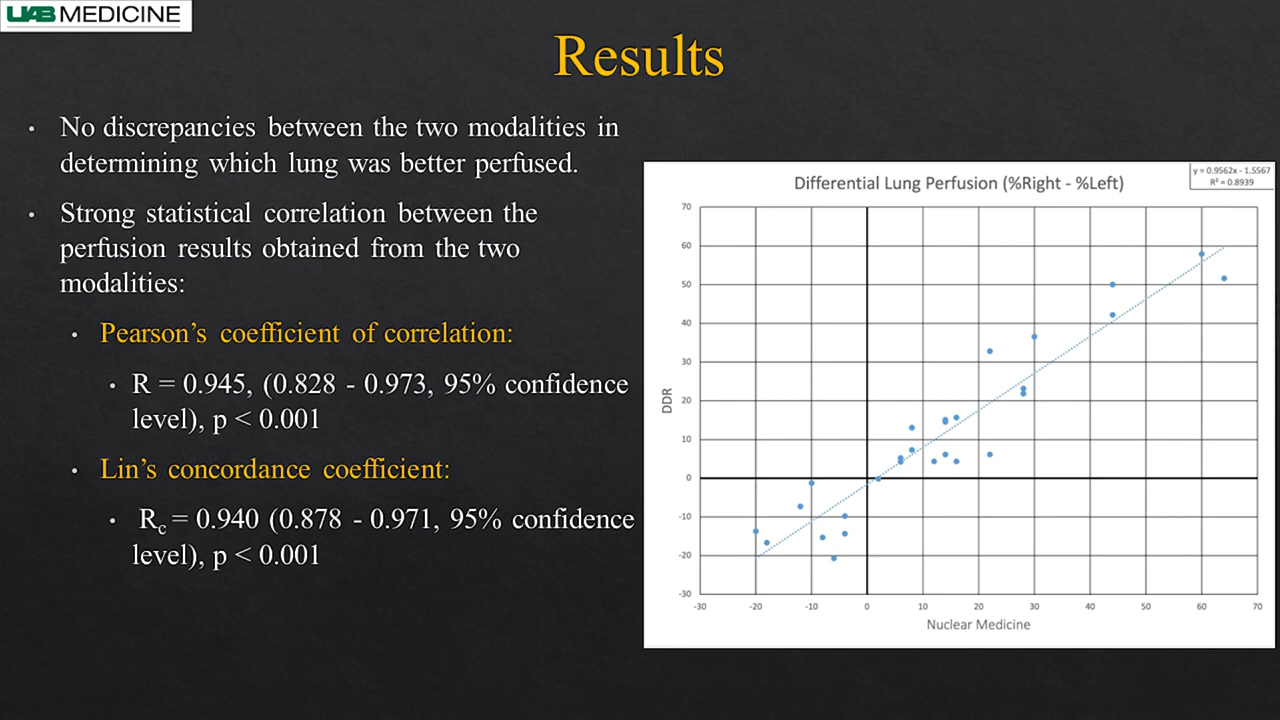 UAB MEDICINE
Results
• No discrepancies between the two modalities in
determining which lung was better perfused.
• Strong statistical correlation between the
perfusion results obtained from the two
modalities:
• Pearson’s coefficient of correlation:
• R = 0.945, (0.828 - 0.973, 95% confidence
level), p < 0.001
• Lin’s concordance coefficient:
• Rc = 0.940 (0.878 - 0.971, 95% confidence
level), p < 0.001
Differential Lung Perfusion (%Right - %Left)
y = 0.9562x - 1.5567
R² = 0.8939
70
60
50
40
30
20
10
0
-10
-20
-30
DDR
-30 -20 -10 0 10 20 30 40 50 60 70
Nuclear Medicine